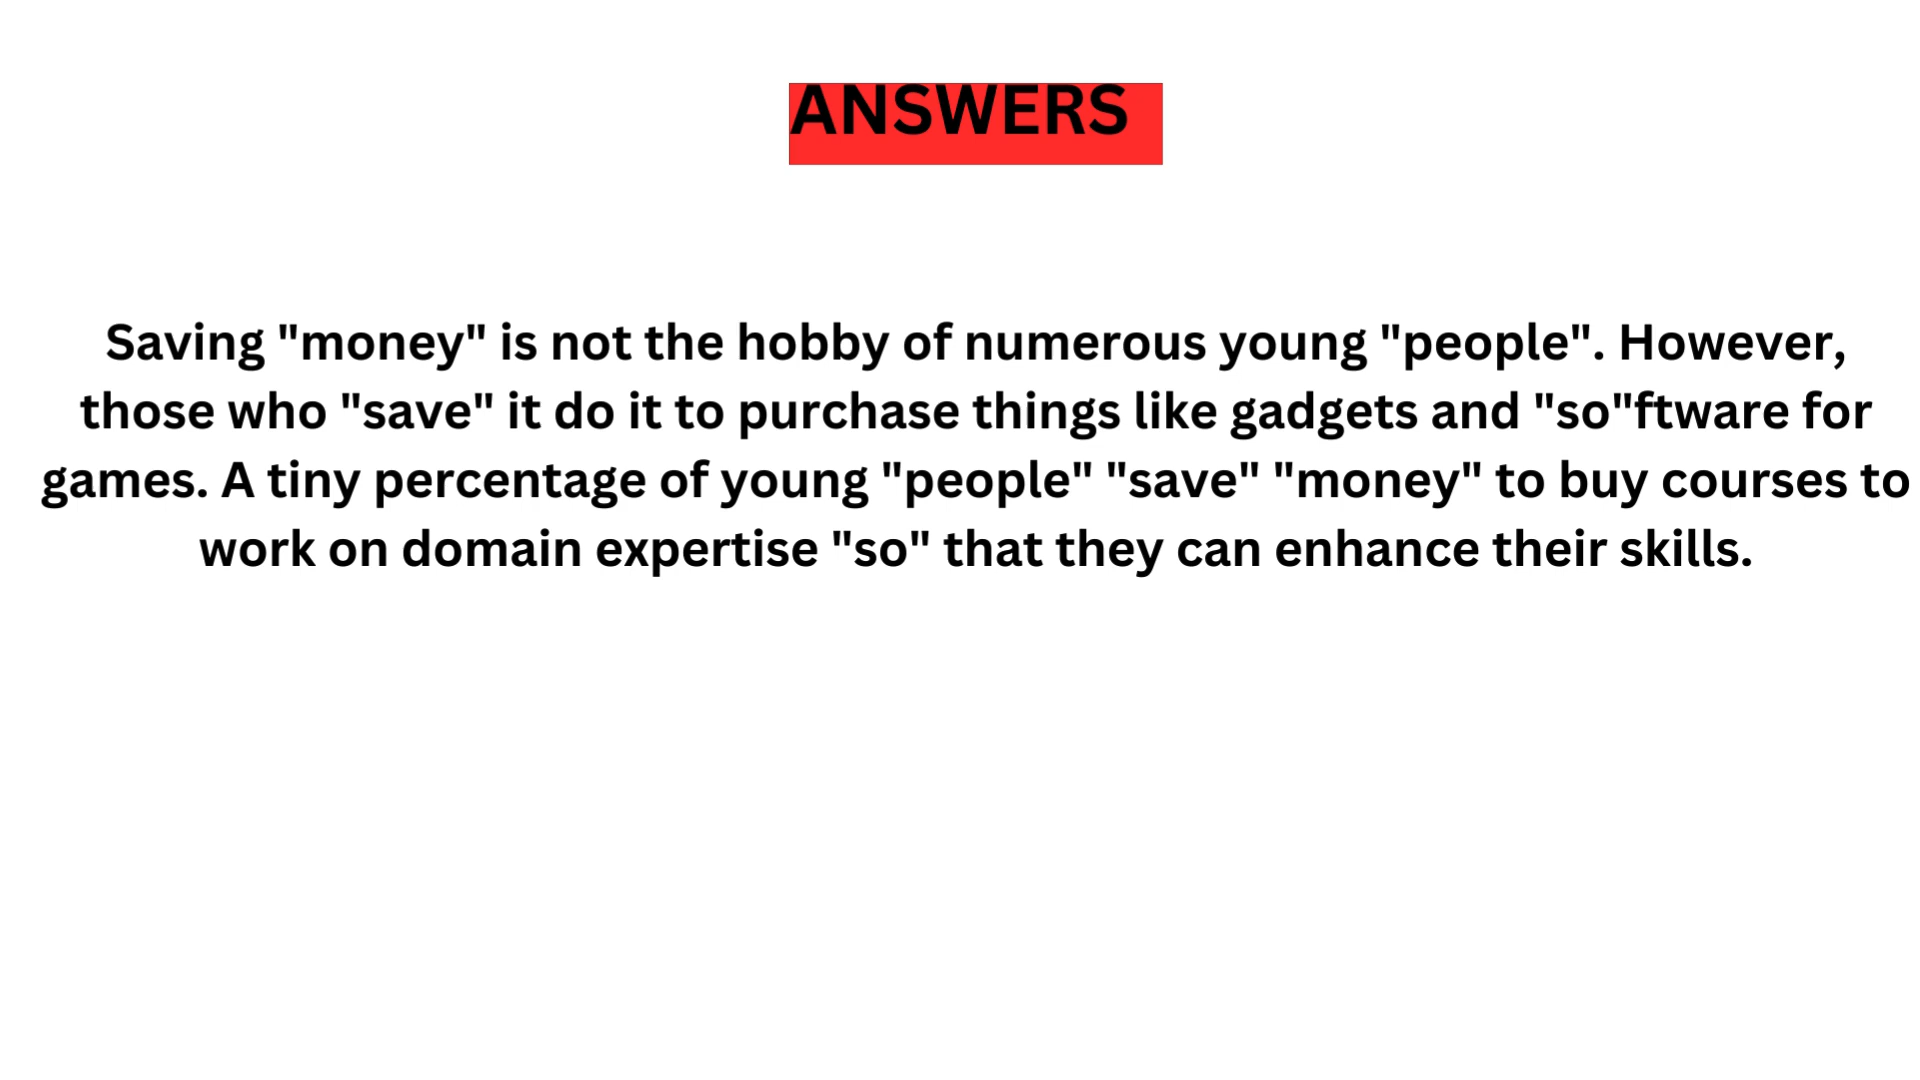 ANSWERS
Saving "money" is not the hobby of numerous young "people". However,
those who "save" it do it to purchase things like gadgets and "so"ftware for
games. A tiny percentage of young "people" "save" "money" to buy courses to
work on domain expertise "so" that they can enhance their skills.